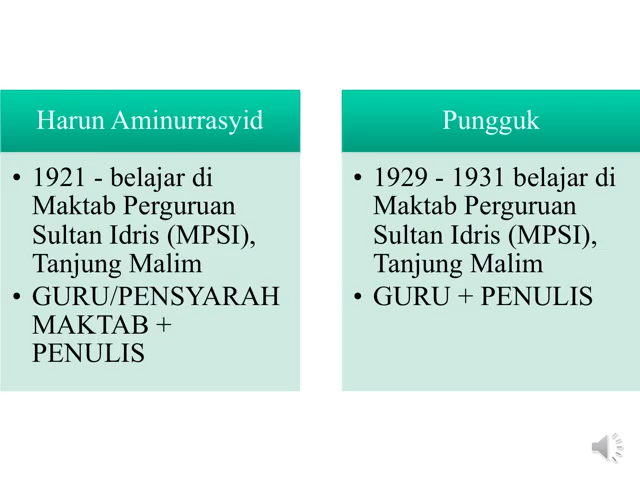 Harun Aminurrasyid
• 1921 - belajar di
Maktab Perguruan
Sultan Idris (MPSI),
Tanjung Malim
• GURU/PENSYARAH
MAKTAB +
PENULIS
Pungguk
• 1929 - 1931 belajar di
Maktab Perguruan
Sultan Idris (MPSI),
Tanjung Malim
• GURU + PENULIS